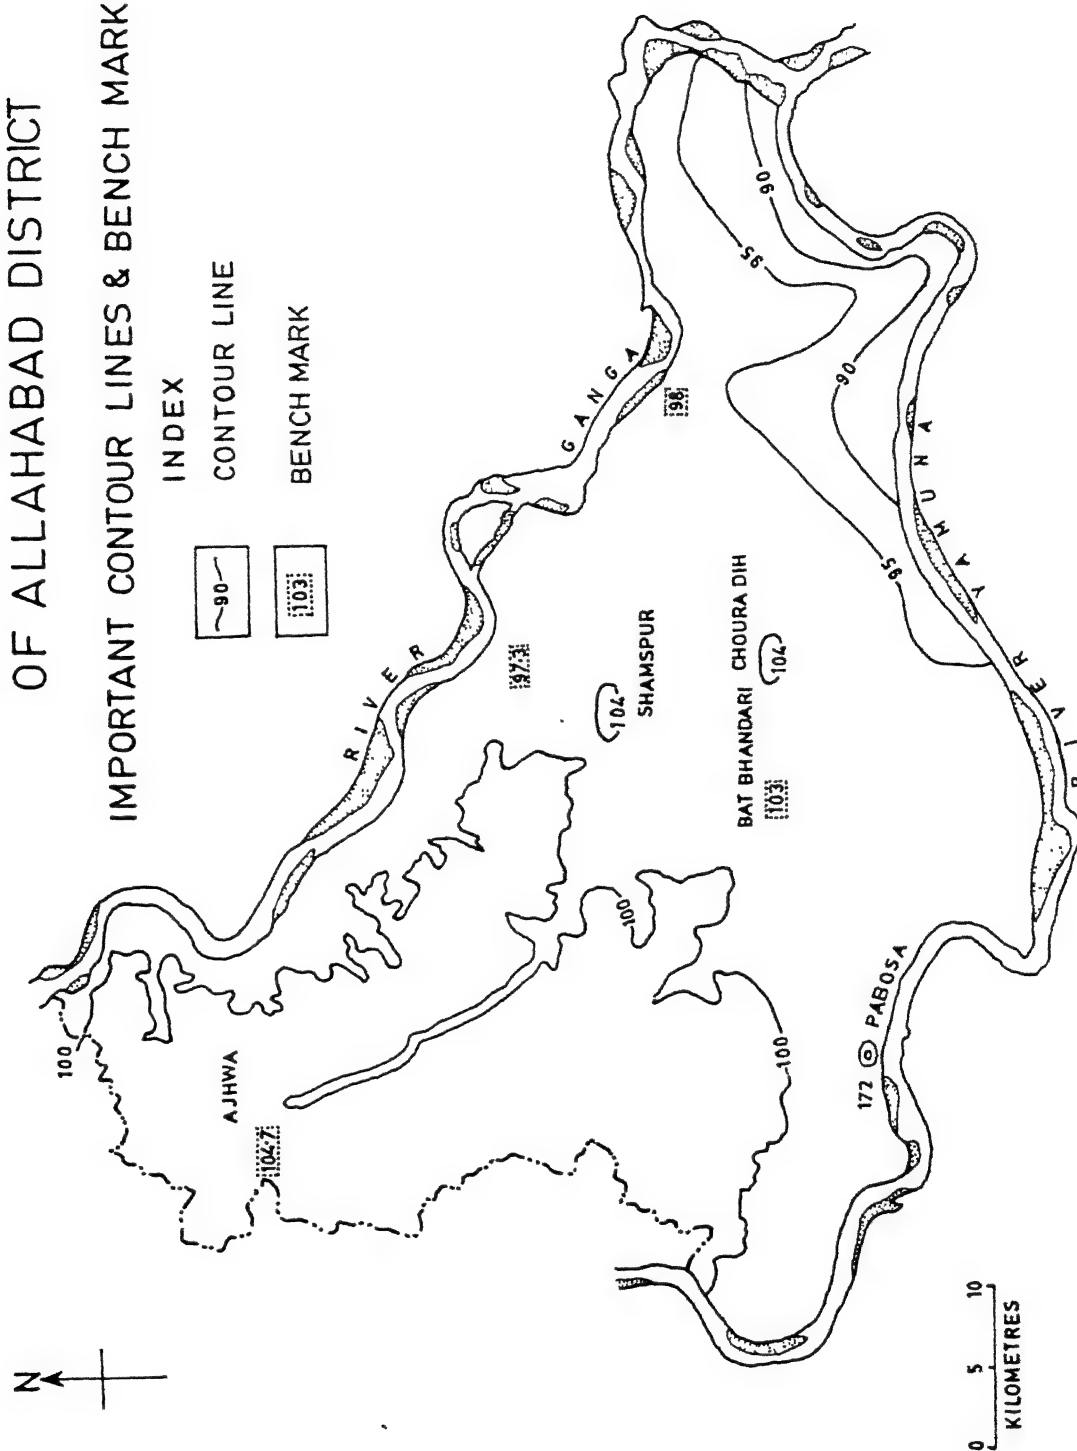 OF ALLAHABAD DISTRICT
IMPORTANT CONTOUR LINES & BENCH MARK
INDEX
90
CONTOUR LINE
103
BENCH MARK
N
100
AJHWA
104·7
RIVER GANGA
97·3
98
104
SHAMSPUR
100
BAT BHANDARI
103
CHOURA DIH
104
100
172
PABOSA
95
90
95
90
RIVER YAMUNA
0 5 10
KILOMETRES